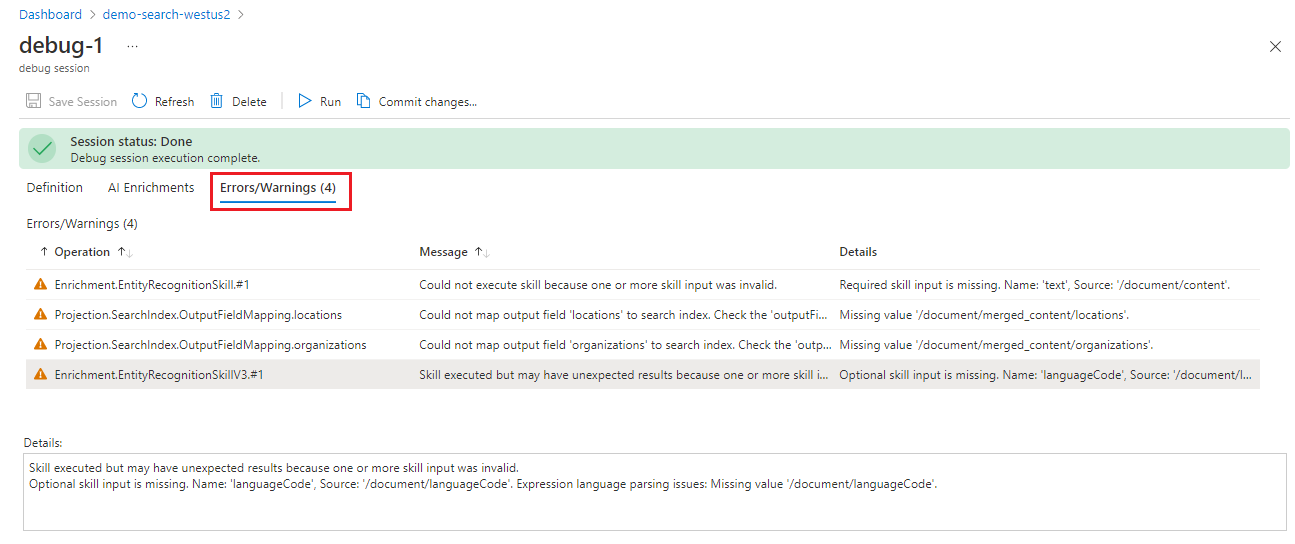 Dashboard > demo-search-westus2 >
debug-1 ...
debug session
Save Session Refresh Delete Run Commit changes...
Session status: Done
Debug session execution complete.
Definition AI Enrichments Errors/Warnings (4)
Errors/Warnings (4)
↑ Operation ↑↓ Message ↑↓ Details
Enrichment.EntityRecognitionSkill.#1 Could not execute skill because one or more skill input was invalid. Required skill input is missing. Name: 'text', Source: '/document/content'.
Projection.SearchIndex.OutputFieldMapping.locations Could not map output field 'locations' to search index. Check the 'outputFi... Missing value '/document/merged_content/locations'.
Projection.SearchIndex.OutputFieldMapping.organizations Could not map output field 'organizations' to search index. Check the 'outp... Missing value '/document/merged_content/organizations'.
Enrichment.EntityRecognitionSkillV3.#1 Skill executed but may have unexpected results because one or more skill i... Optional skill input is missing. Name: 'languageCode', Source: '/document/l...
Details:
Skill executed but may have unexpected results because one or more skill input was invalid.
Optional skill input is missing. Name: 'languageCode', Source: '/document/languageCode'. Expression language parsing issues: Missing value '/document/languageCode'.